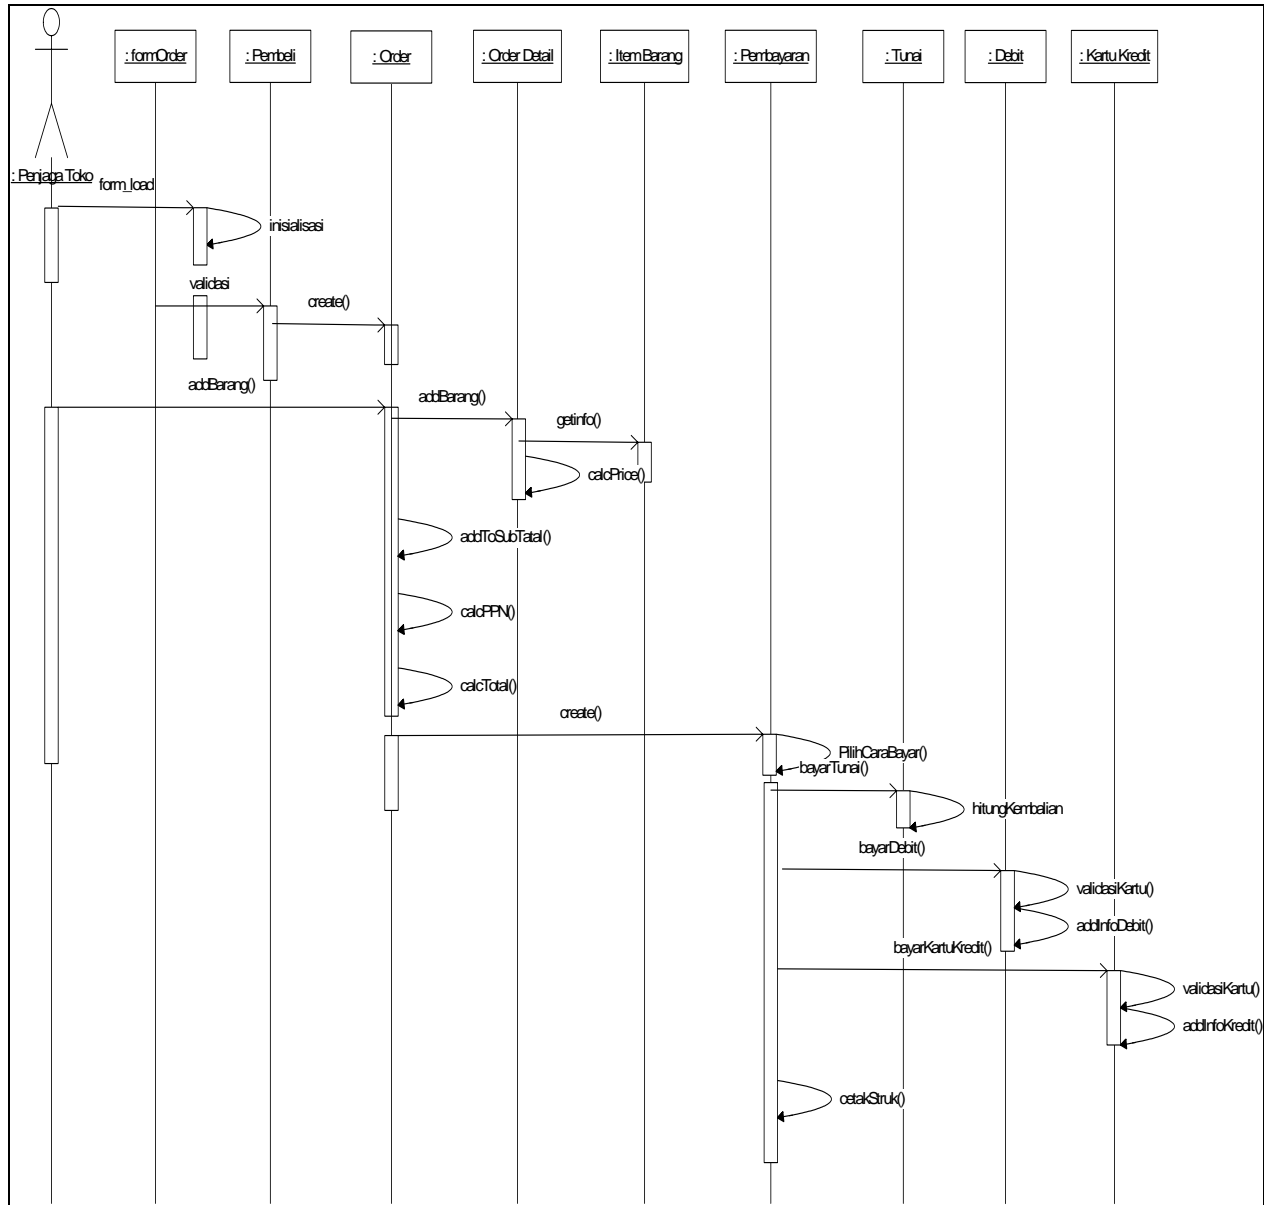 : formOrder
: Pembeli
: Order
: Order Detail
: Item Barang
: Pembayaran
: Tunai
: Debit
: Kartu Kredit
: Penjaga Toko
form_load
inisialisasi
validasi
create()
addBarang()
addBarang()
getinfo()
calcPrice()
addToSubTatal()
calcPPN()
calcTotal()
create()
PilihCaraBayar()
bayarTunai()
hitungKembalian
bayarDebit()
validasiKartu()
addInfoDebit()
bayarKartuKredit()
validasiKartu()
addInfoKredit()
cetakStruk()